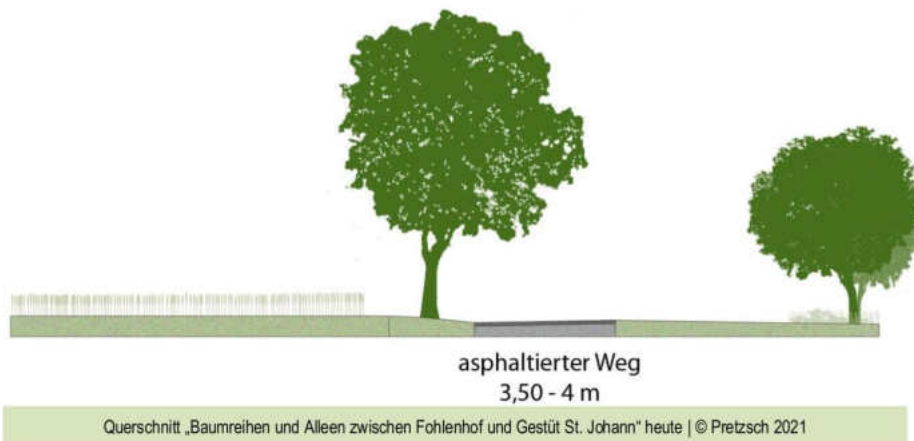 asphaltierter Weg
3,50 - 4 m
Querschnitt „Baumreihen und Alleen zwischen Fohlenhof und Gestüt St. Johann" heute | © Pretzsch 2021